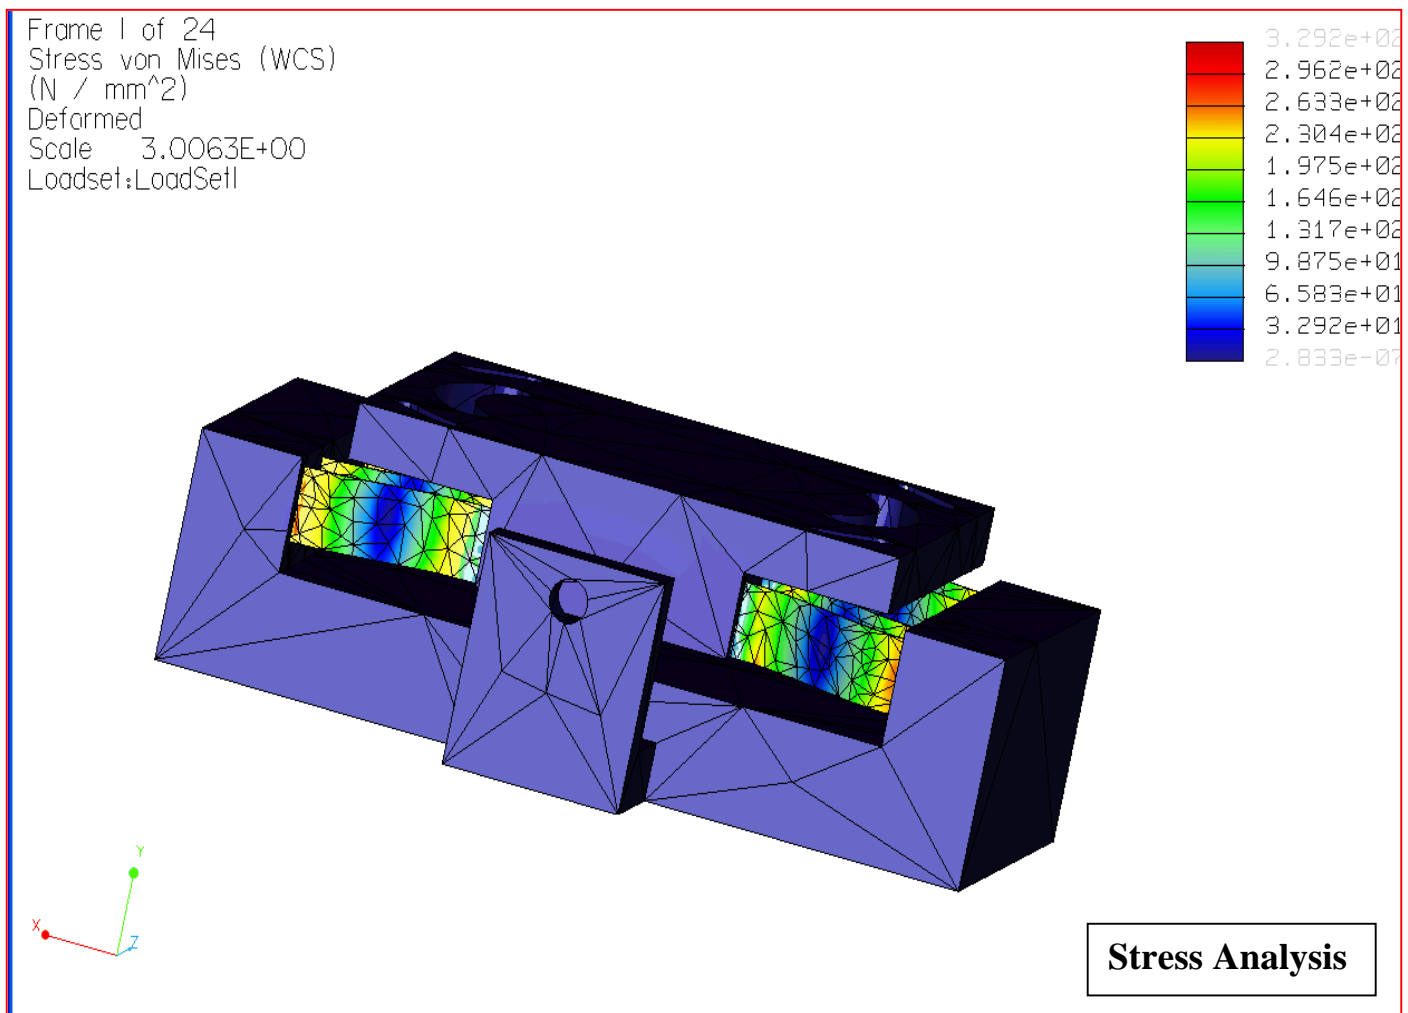 Frame 1 of 24
Stress von Mises (WCS)
(N / mm^2)
Deformed
Scale 3.0063E+00
Loadset:LoadSet1
3.292e+02
2.962e+02
2.633e+02
2.304e+02
1.975e+02
1.646e+02
1.317e+02
9.875e+01
6.583e+01
3.292e+01
2.833e-07
Y
X
Z
Stress Analysis